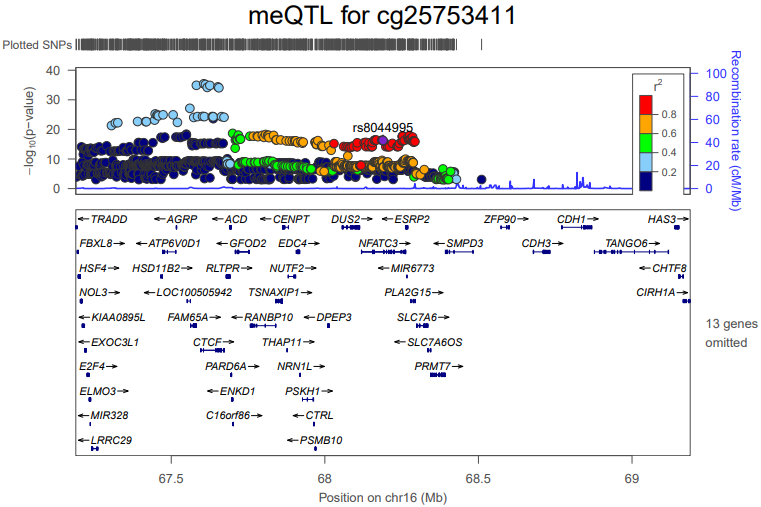 meQTL for cg25753411
Plotted SNPs
40
30
20
10
0
−log10(p−value)
rs8044995
r2
0.8
0.6
0.4
0.2
100
80
60
40
20
0
Recombination rate (cM/Mb)
←TRADD ←AGRP ←ACD ←CENPT DUS2→ ←ESRP2 ZFP90→ CDH1→ HAS3→
FBXL8→ ←ATP6V0D1 ←GFOD2 EDC4→ NFATC3→ ←SMPD3 CDH3→ TANGO6→
HSF4→ HSD11B2→ RLTPR→ NUTF2→ ←MIR6773 ←CHTF8
NOL3→ ←LOC100505942 TSNAXIP1→ PLA2G15→ CIRH1A→
←KIAA0895L FAM65A→ ←RANBP10 ←DPEP3 SLC7A6→
←EXOC3L1 CTCF→ THAP11→ ←SLC7A6OS
E2F4→ PARD6A→ NRN1L→ PRMT7→
ELMO3→ ←ENKD1 PSKH1→
←MIR328 C16orf86→ ←CTRL
←LRRC29 ←PSMB10
13 genes
omitted
67.5 68 68.5 69
Position on chr16 (Mb)